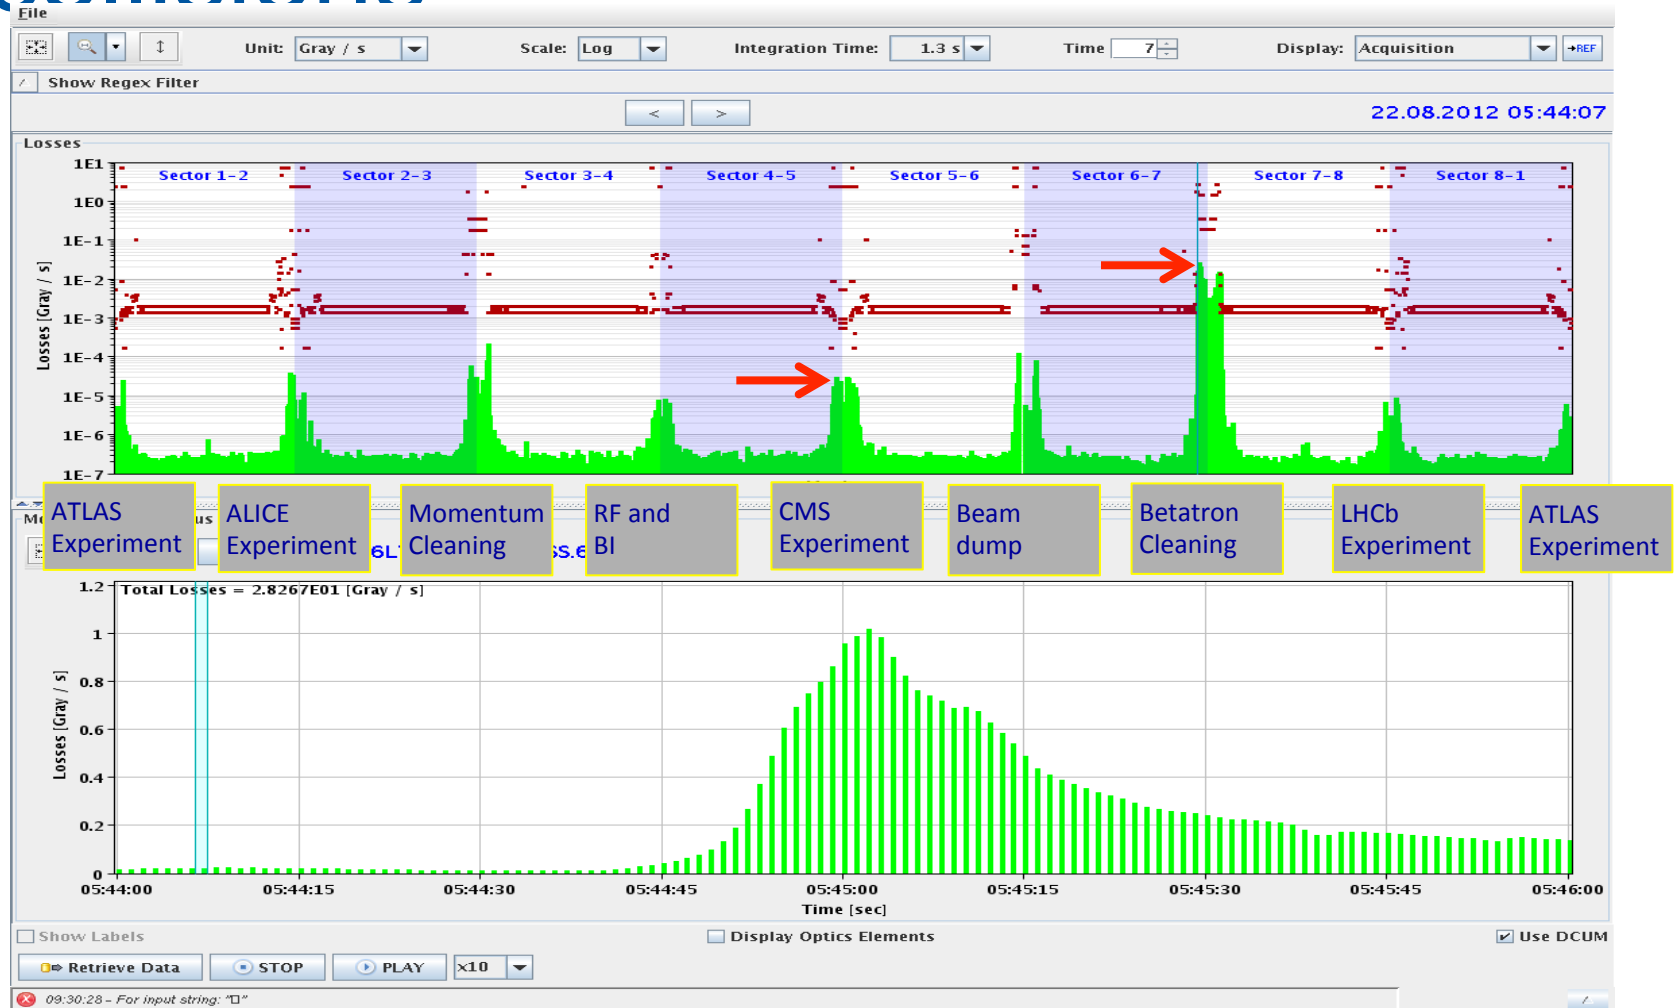 File
Unit: Gray / s Scale: Log Integration Time: 1.3 s Time 7 Display: Acquisition →REF
Show Regex Filter
< > 22.08.2012 05:44:07
Losses
Losses [Gray / s]
1E1
1E0
1E-1
1E-2
1E-3
1E-4
1E-5
1E-6
1E-7
Sector 1-2 Sector 2-3 Sector 3-4 Sector 4-5 Sector 5-6 Sector 6-7 Sector 7-8 Sector 8-1
ATLAS
Experiment
ALICE
Experiment
Momentum
Cleaning
RF and
BI
CMS
Experiment
Beam
dump
Betatron
Cleaning
LHCb
Experiment
ATLAS
Experiment
Total Losses = 2.8267E01 [Gray / s]
Losses [Gray / s]
1.2
1
0.8
0.6
0.4
0.2
0
05:44:00 05:44:15 05:44:30 05:44:45 05:45:00 05:45:15 05:45:30 05:45:45 05:46:00
Time [sec]
Show Labels Display Optics Elements Use DCUM
Retrieve Data STOP PLAY x10
09:30:28 – For input string: "□"